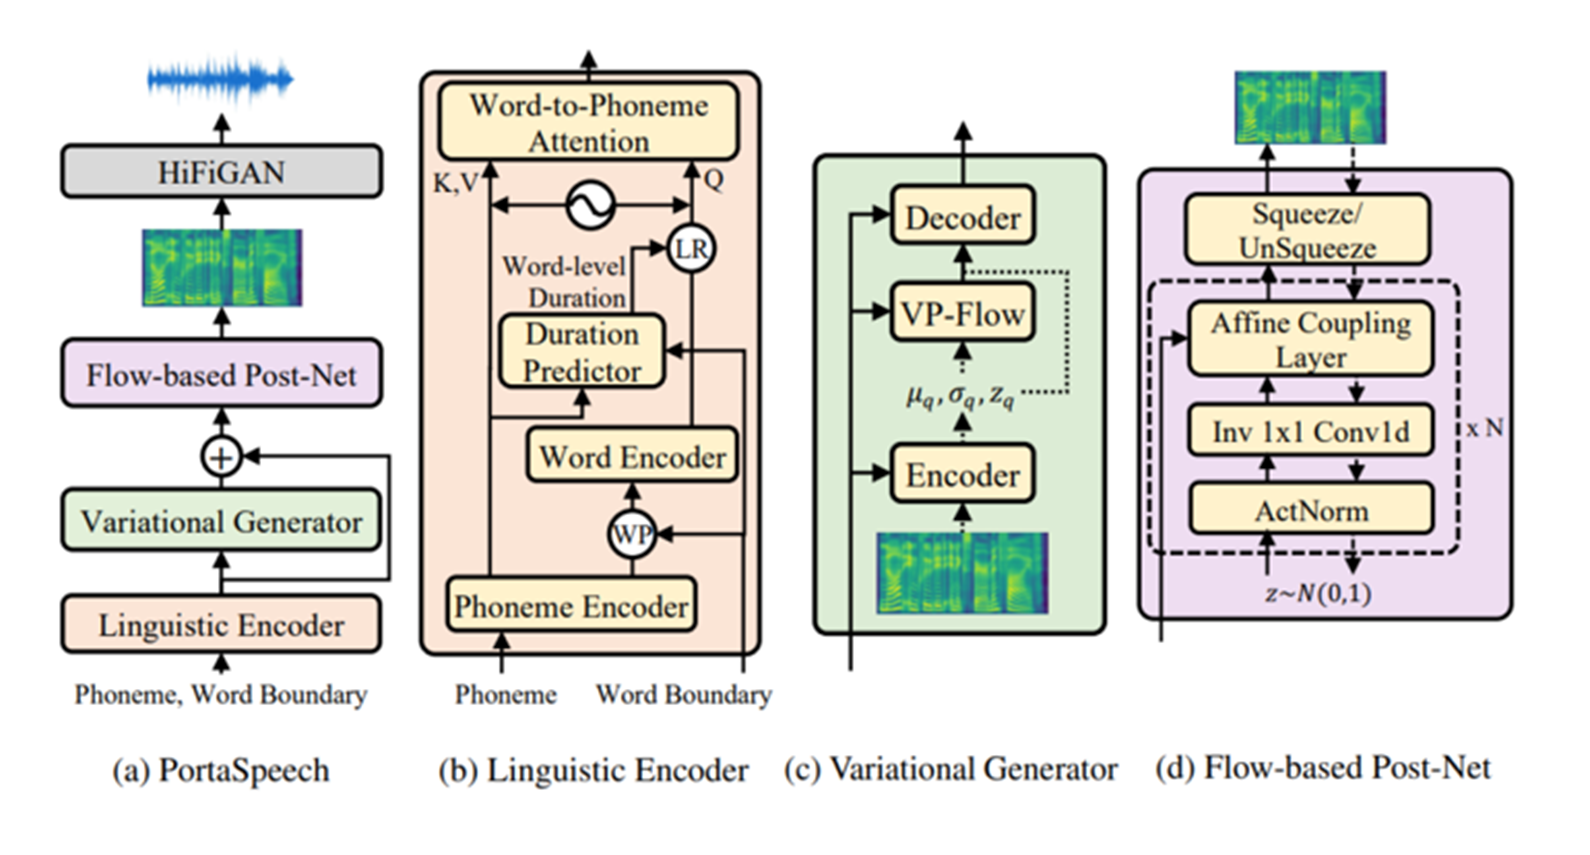 HiFiGAN
Flow-based Post-Net
+
Variational Generator
Linguistic Encoder
Phoneme, Word Boundary
(a) PortaSpeech
Word-to-Phoneme
Attention
K,V
Q
LR
Word-level
Duration
Duration
Predictor
Word Encoder
WP
Phoneme Encoder
Phoneme
Word Boundary
(b) Linguistic Encoder
Decoder
VP-Flow
μq, σq, zq
Encoder
(c) Variational Generator
Squeeze/
UnSqueeze
Affine Coupling
Layer
Inv 1x1 Conv1d
x N
ActNorm
z~N(0,1)
(d) Flow-based Post-Net